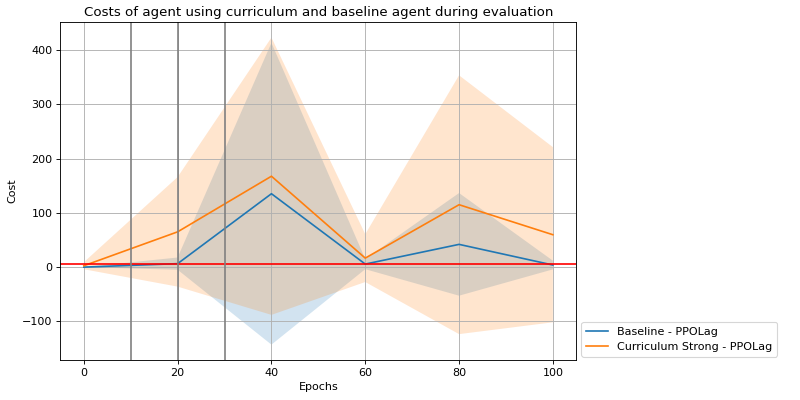 Costs of agent using curriculum and baseline agent during evaluation
400
300
200
100
0
−100
Cost
0 20 40 60 80 100
Epochs
Baseline - PPOLag
Curriculum Strong - PPOLag